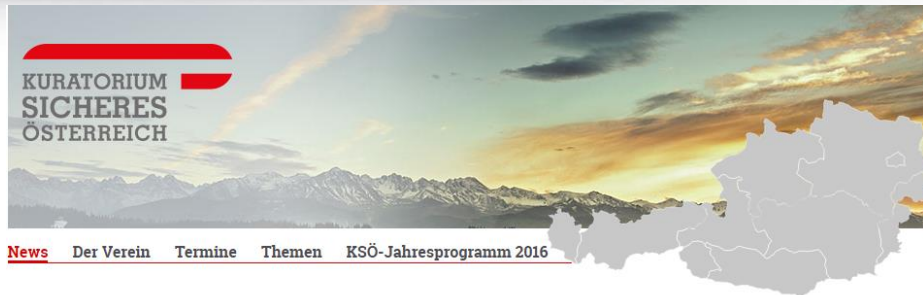 KURATORIUM
SICHERES
ÖSTERREICH
News Der Verein Termine Themen KSÖ-Jahresprogramm 2016